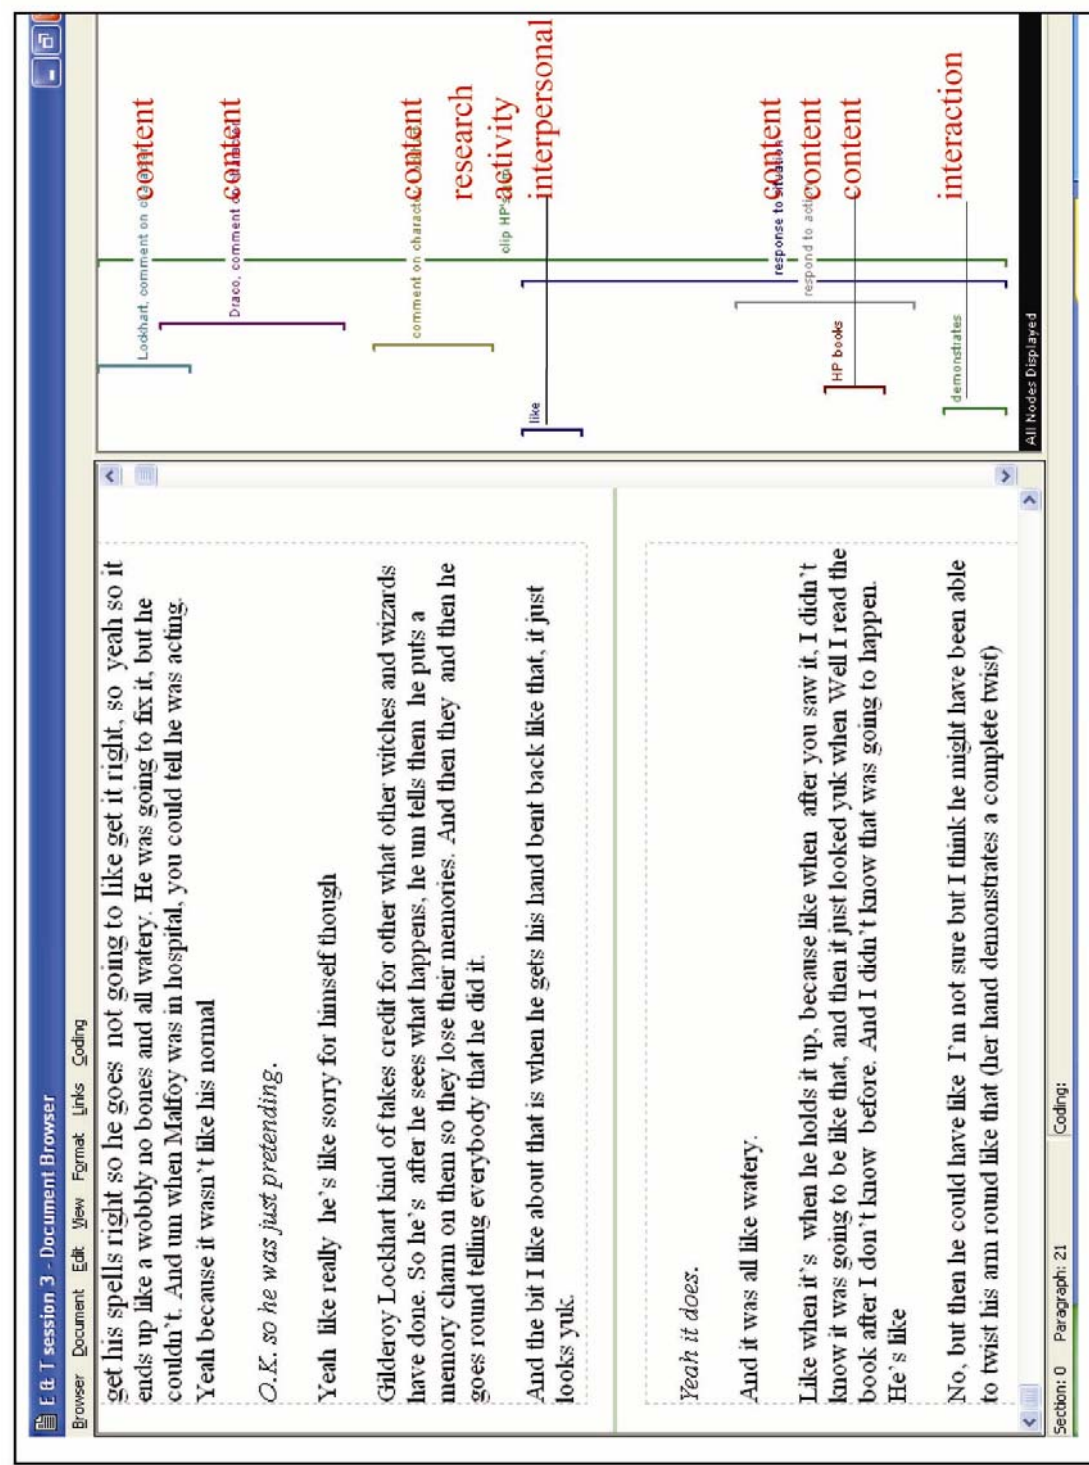 E & T session 3 - Document Browser
Browser Document Edit View Format Links Coding
get his spells right so he goes not going to like get it right, so yeah so it
ends up like a wobbly no bones and all watery. He was going to fix it, but he
couldn`t. And um when Malfoy was in hospital, you could tell he was acting.
Yeah because it wasn`t like his normal
O.K. so he was just pretending.
Yeah like really he`s like sorry for himself though
Gilderoy Lockhart kind of takes credit for other what other witches and wizards
have done. So he`s after he sees what happens, he um tells them he puts a
memory charm on them so they lose their memories. And then they and then he
goes round telling everybody that he did it.
And the bit I like about that is when he gets his hand bent back like that, it just
looks yuk.
Yeah it does.
And it was all like watery.
Like when it`s when he holds it up, because like when after you saw it, I didn`t
know it was going to be like that, and then it just looked yuk when Well I read the
book after I don`t know before. And I didn`t know that was going to happen.
He`s like
No, but then he could have like I`m not sure but I think he might have been able
to twist his arm round like that (her hand demonstrates a complete twist)
Lockhart, comment on
content
Draco, comment on
content
comment on
content
research
clip HP's
activity
like
interpersonal
response to situation
content
respond to
content
HP books
content
demonstrates
interaction
All Nodes Displayed
Section: 0 Paragraph: 21 Coding: